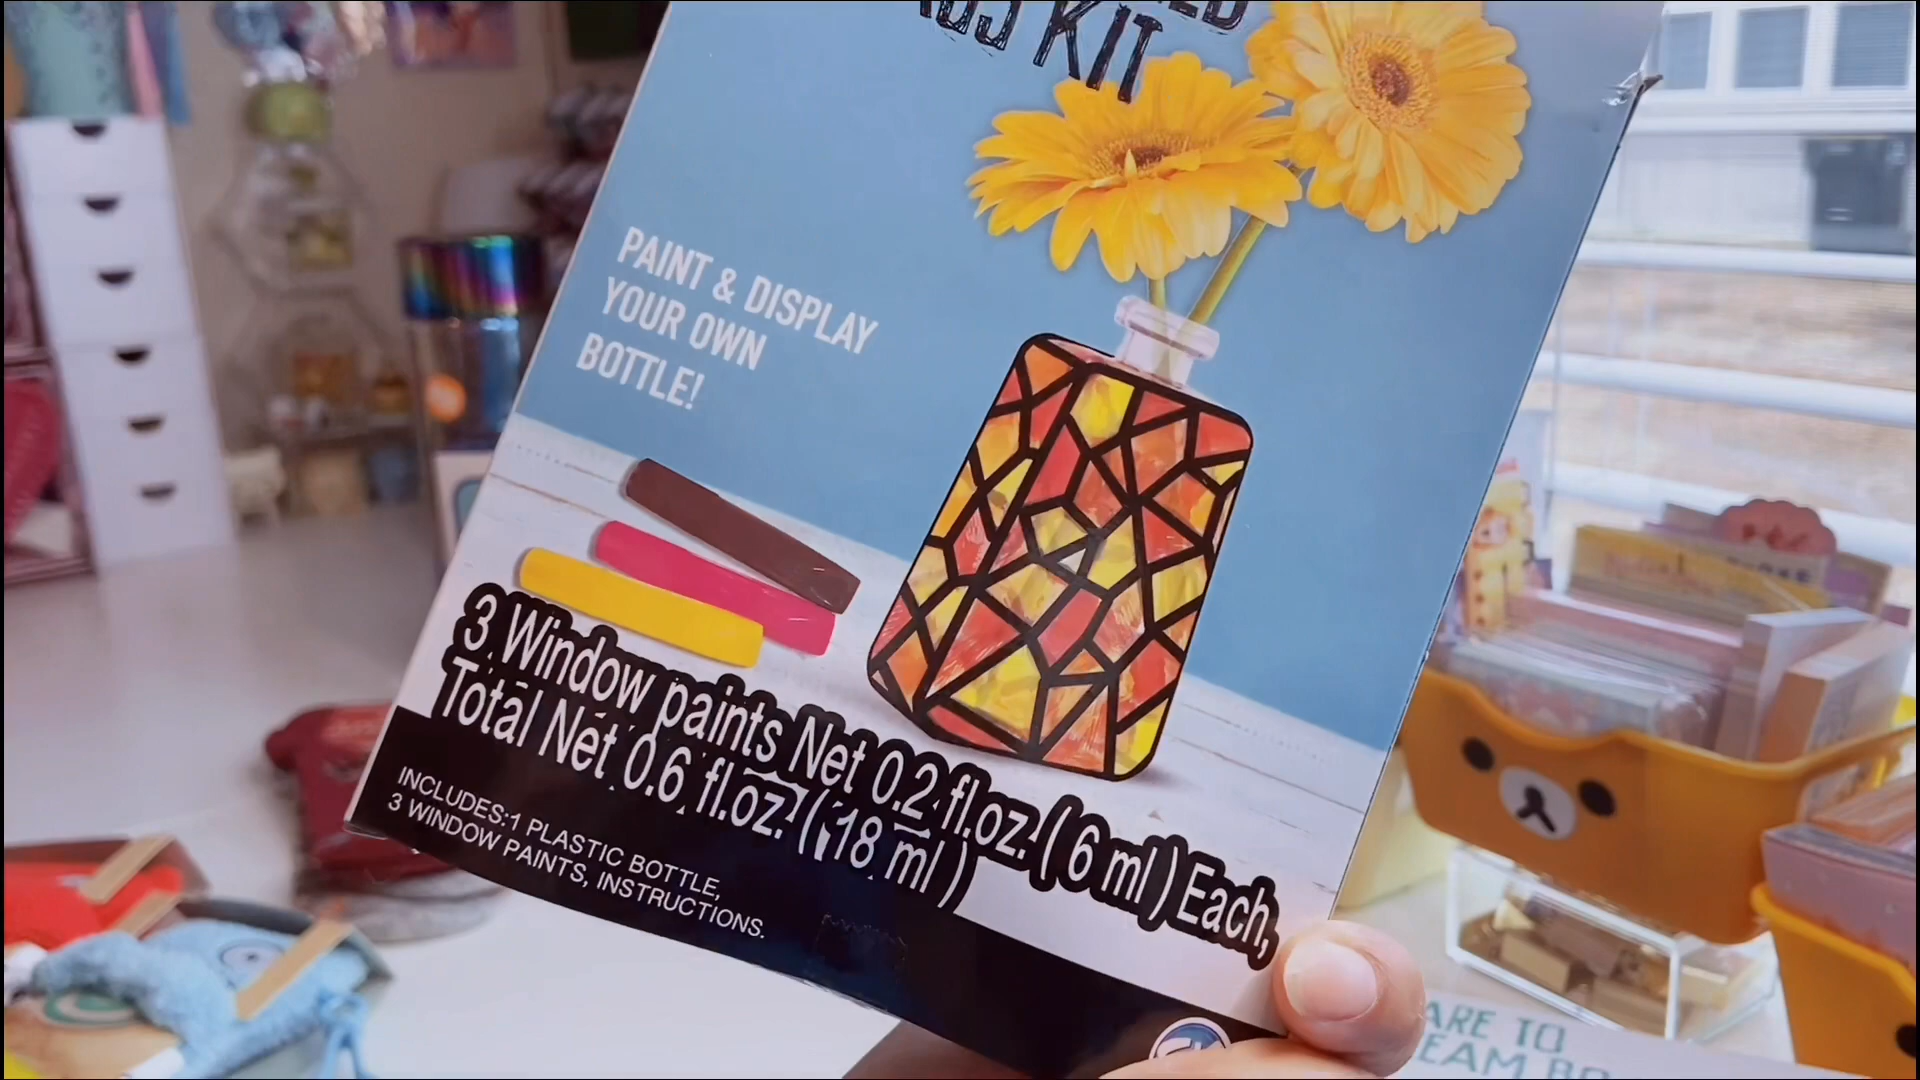 KIT
PAINT & DISPLAY
YOUR OWN
BOTTLE!
3 Window paints Net 0.2 fl.oz. ( 6 ml ) Each,
Total Net 0.6 fl.oz. ( 18 ml )
INCLUDES:1 PLASTIC BOTTLE,
3 WINDOW PAINTS, INSTRUCTIONS.
ARE TO